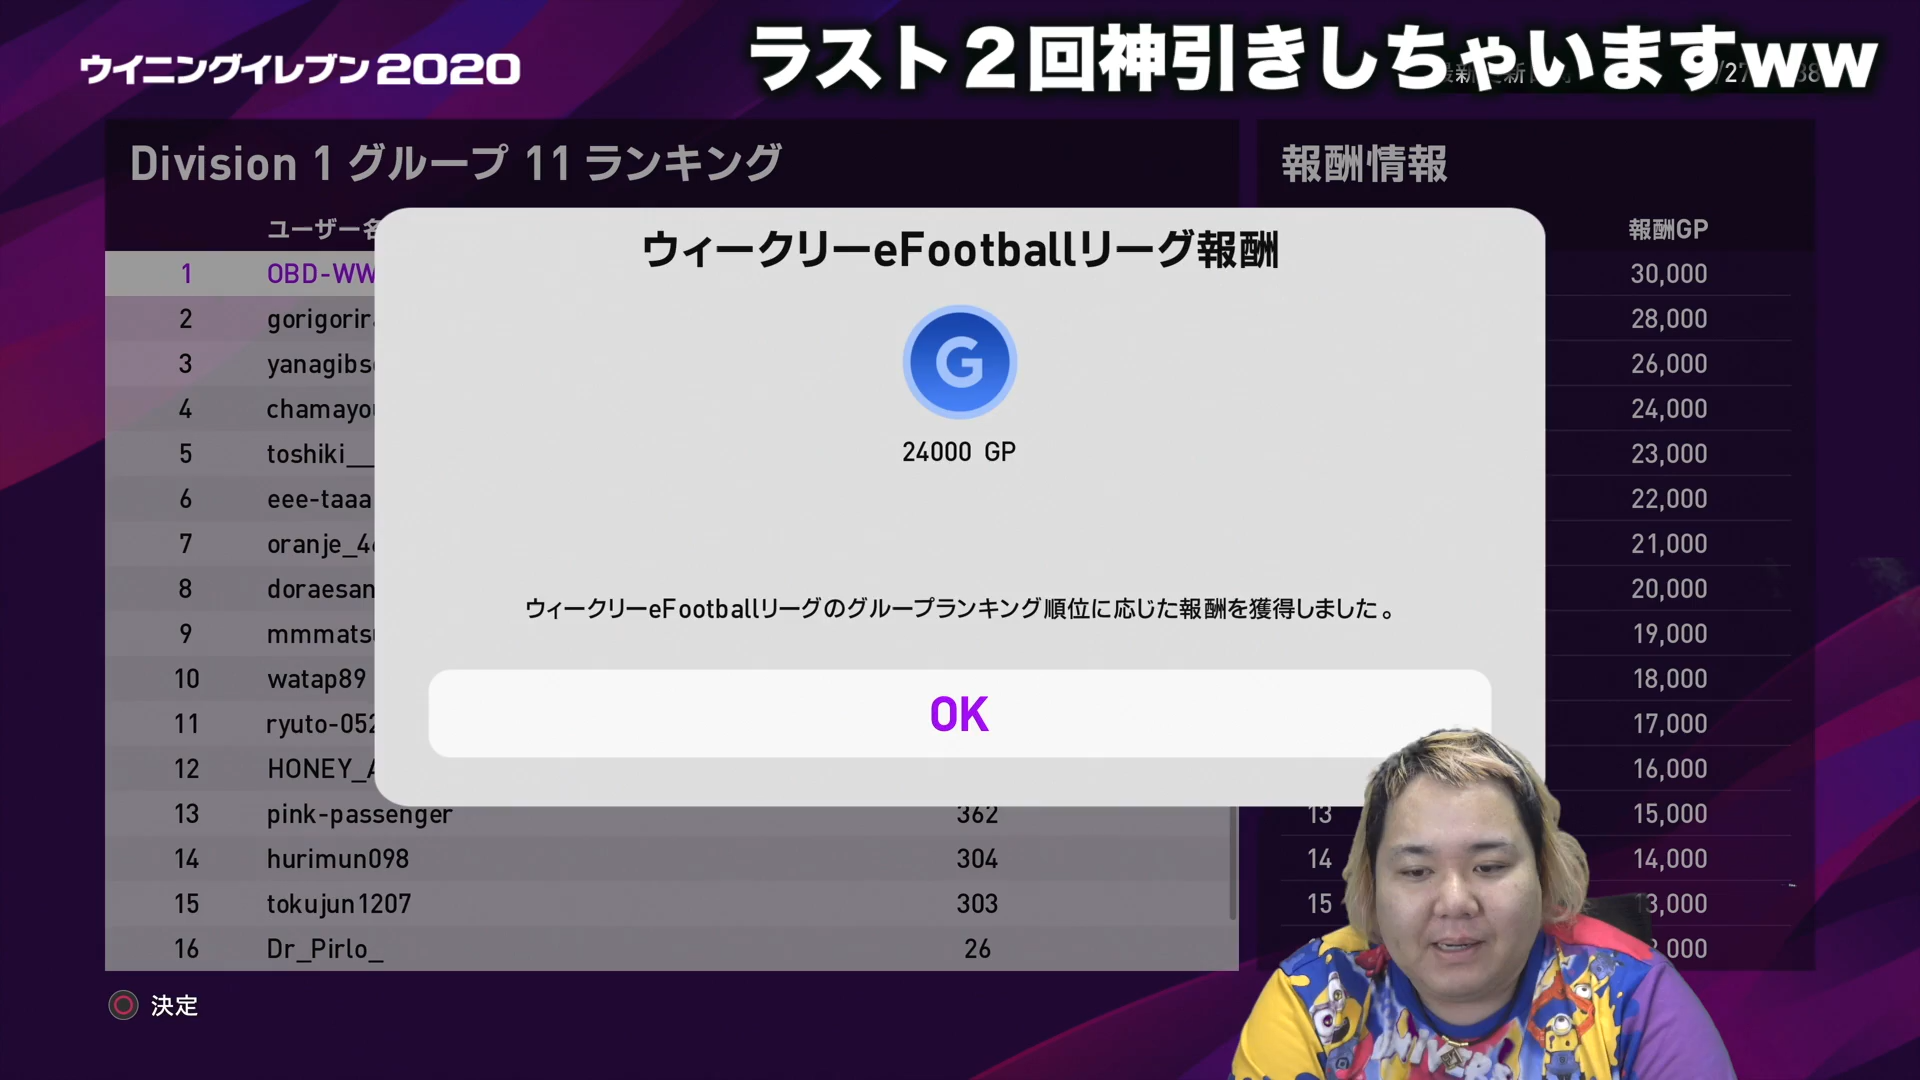 ウイニングイレブン2020
ラスト2回神引きしちゃいますww
Division 1 グループ 11 ランキング
報酬情報
ユーザー名
報酬GP
1 OBD-WW 30,000
2 gorigorir 28,000
3 yanagibs 26,000
4 chamayo 24,000
5 toshiki__ 23,000
6 eee-taaa 22,000
7 oranje_4 21,000
8 doraesan 20,000
9 mmmats 19,000
10 watap89 18,000
11 ryuto-052 17,000
12 HONEY_A 16,000
13 pink-passenger 362 13 15,000
14 hurimun098 304 14 14,000
15 tokujun1207 303 15 3,000
16 Dr_Pirlo_ 26 ,000
ウィークリーeFootballリーグ報酬
G
24000 GP
ウィークリーeFootballリーグのグループランキング順位に応じた報酬を獲得しました。
OK
決定